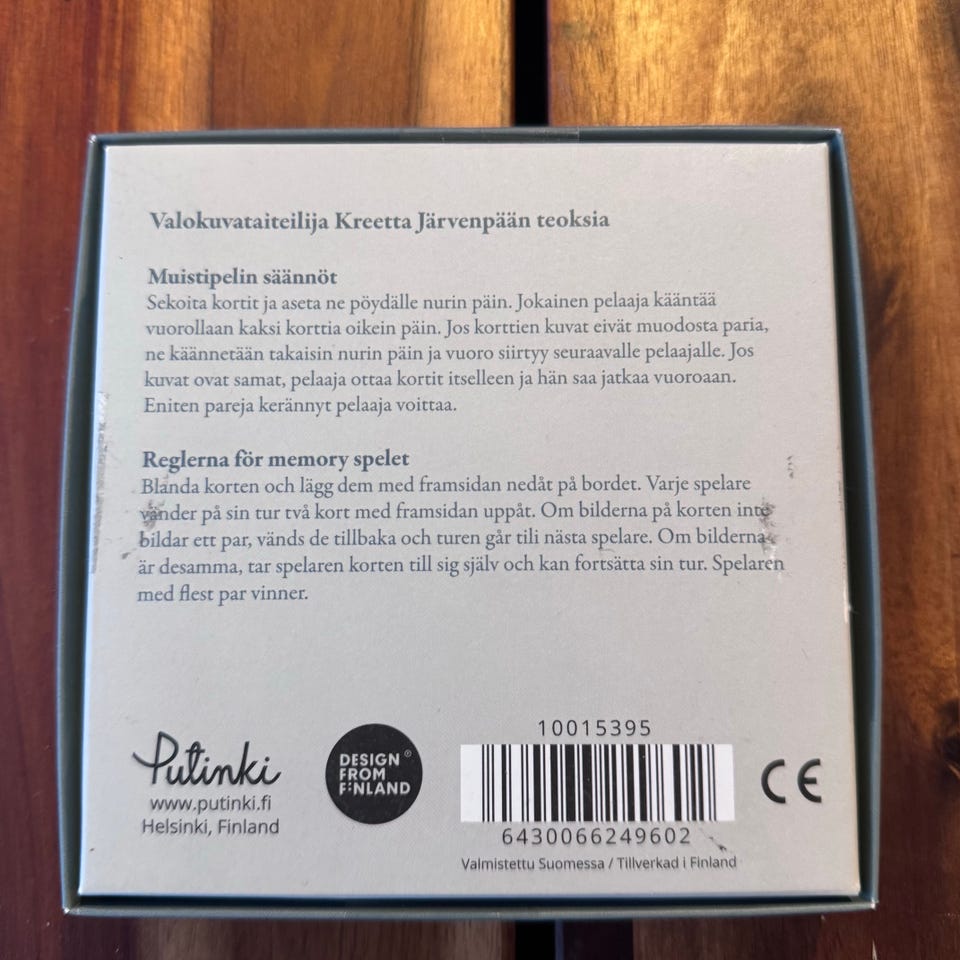 Valokuvataiteilija Kreetta Järvenpään teoksia
Muistipelin säännöt
Sekoita kortit ja aseta ne pöydälle nurin päin. Jokainen pelaaja kääntää
vuorollaan kaksi korttia oikein päin. Jos korttien kuvat eivät muodosta paria,
ne käännetään takaisin nurin päin ja vuoro siirtyy seuraavalle pelaajalle. Jos
kuvat ovat samat, pelaaja ottaa kortit itselleen ja hän saa jatkaa vuoroaan.
Eniten pareja kerännyt pelaaja voittaa.
Reglerna för memory spelet
Blanda korten och lägg dem med framsidan nedåt på bordet. Varje spelare
vänder på sin tur två kort med framsidan uppåt. Om bilderna på korten inte
bildar ett par, vänds de tillbaka och turen går tili nästa spelare. Om bilderna
är desamma, tar spelaren korten till sig själv och kan fortsätta sin tur. Spelaren
med flest par vinner.
Putinki
www.putinki.fi
Helsinki, Finland
DESIGN ®
FROM
FINLAND
10015395
6430066249602
Valmistettu Suomessa / Tillverkad i Finland
CE